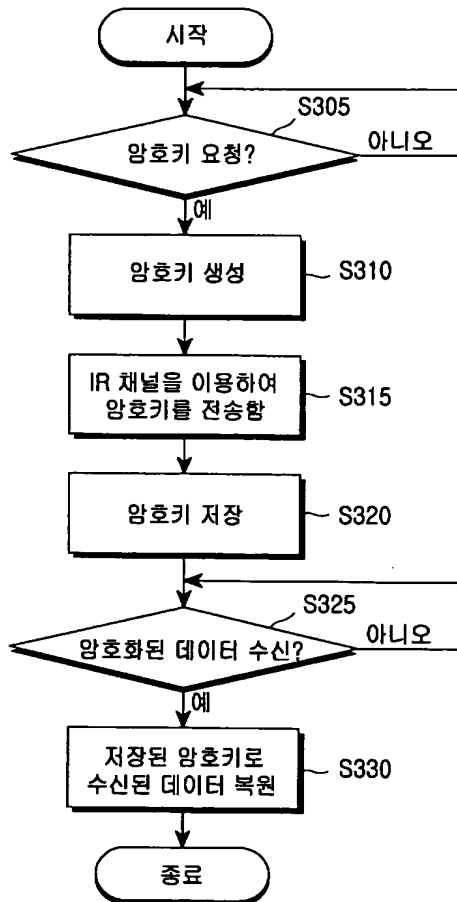 시작
S305
암호키 요청?
아니오
예
암호키 생성
S310
IR 채널을 이용하여
암호키를 전송함
S315
암호키 저장
S320
S325
암호화된 데이터 수신?
아니오
예
저장된 암호키로
수신된 데이터 복원
S330
종료